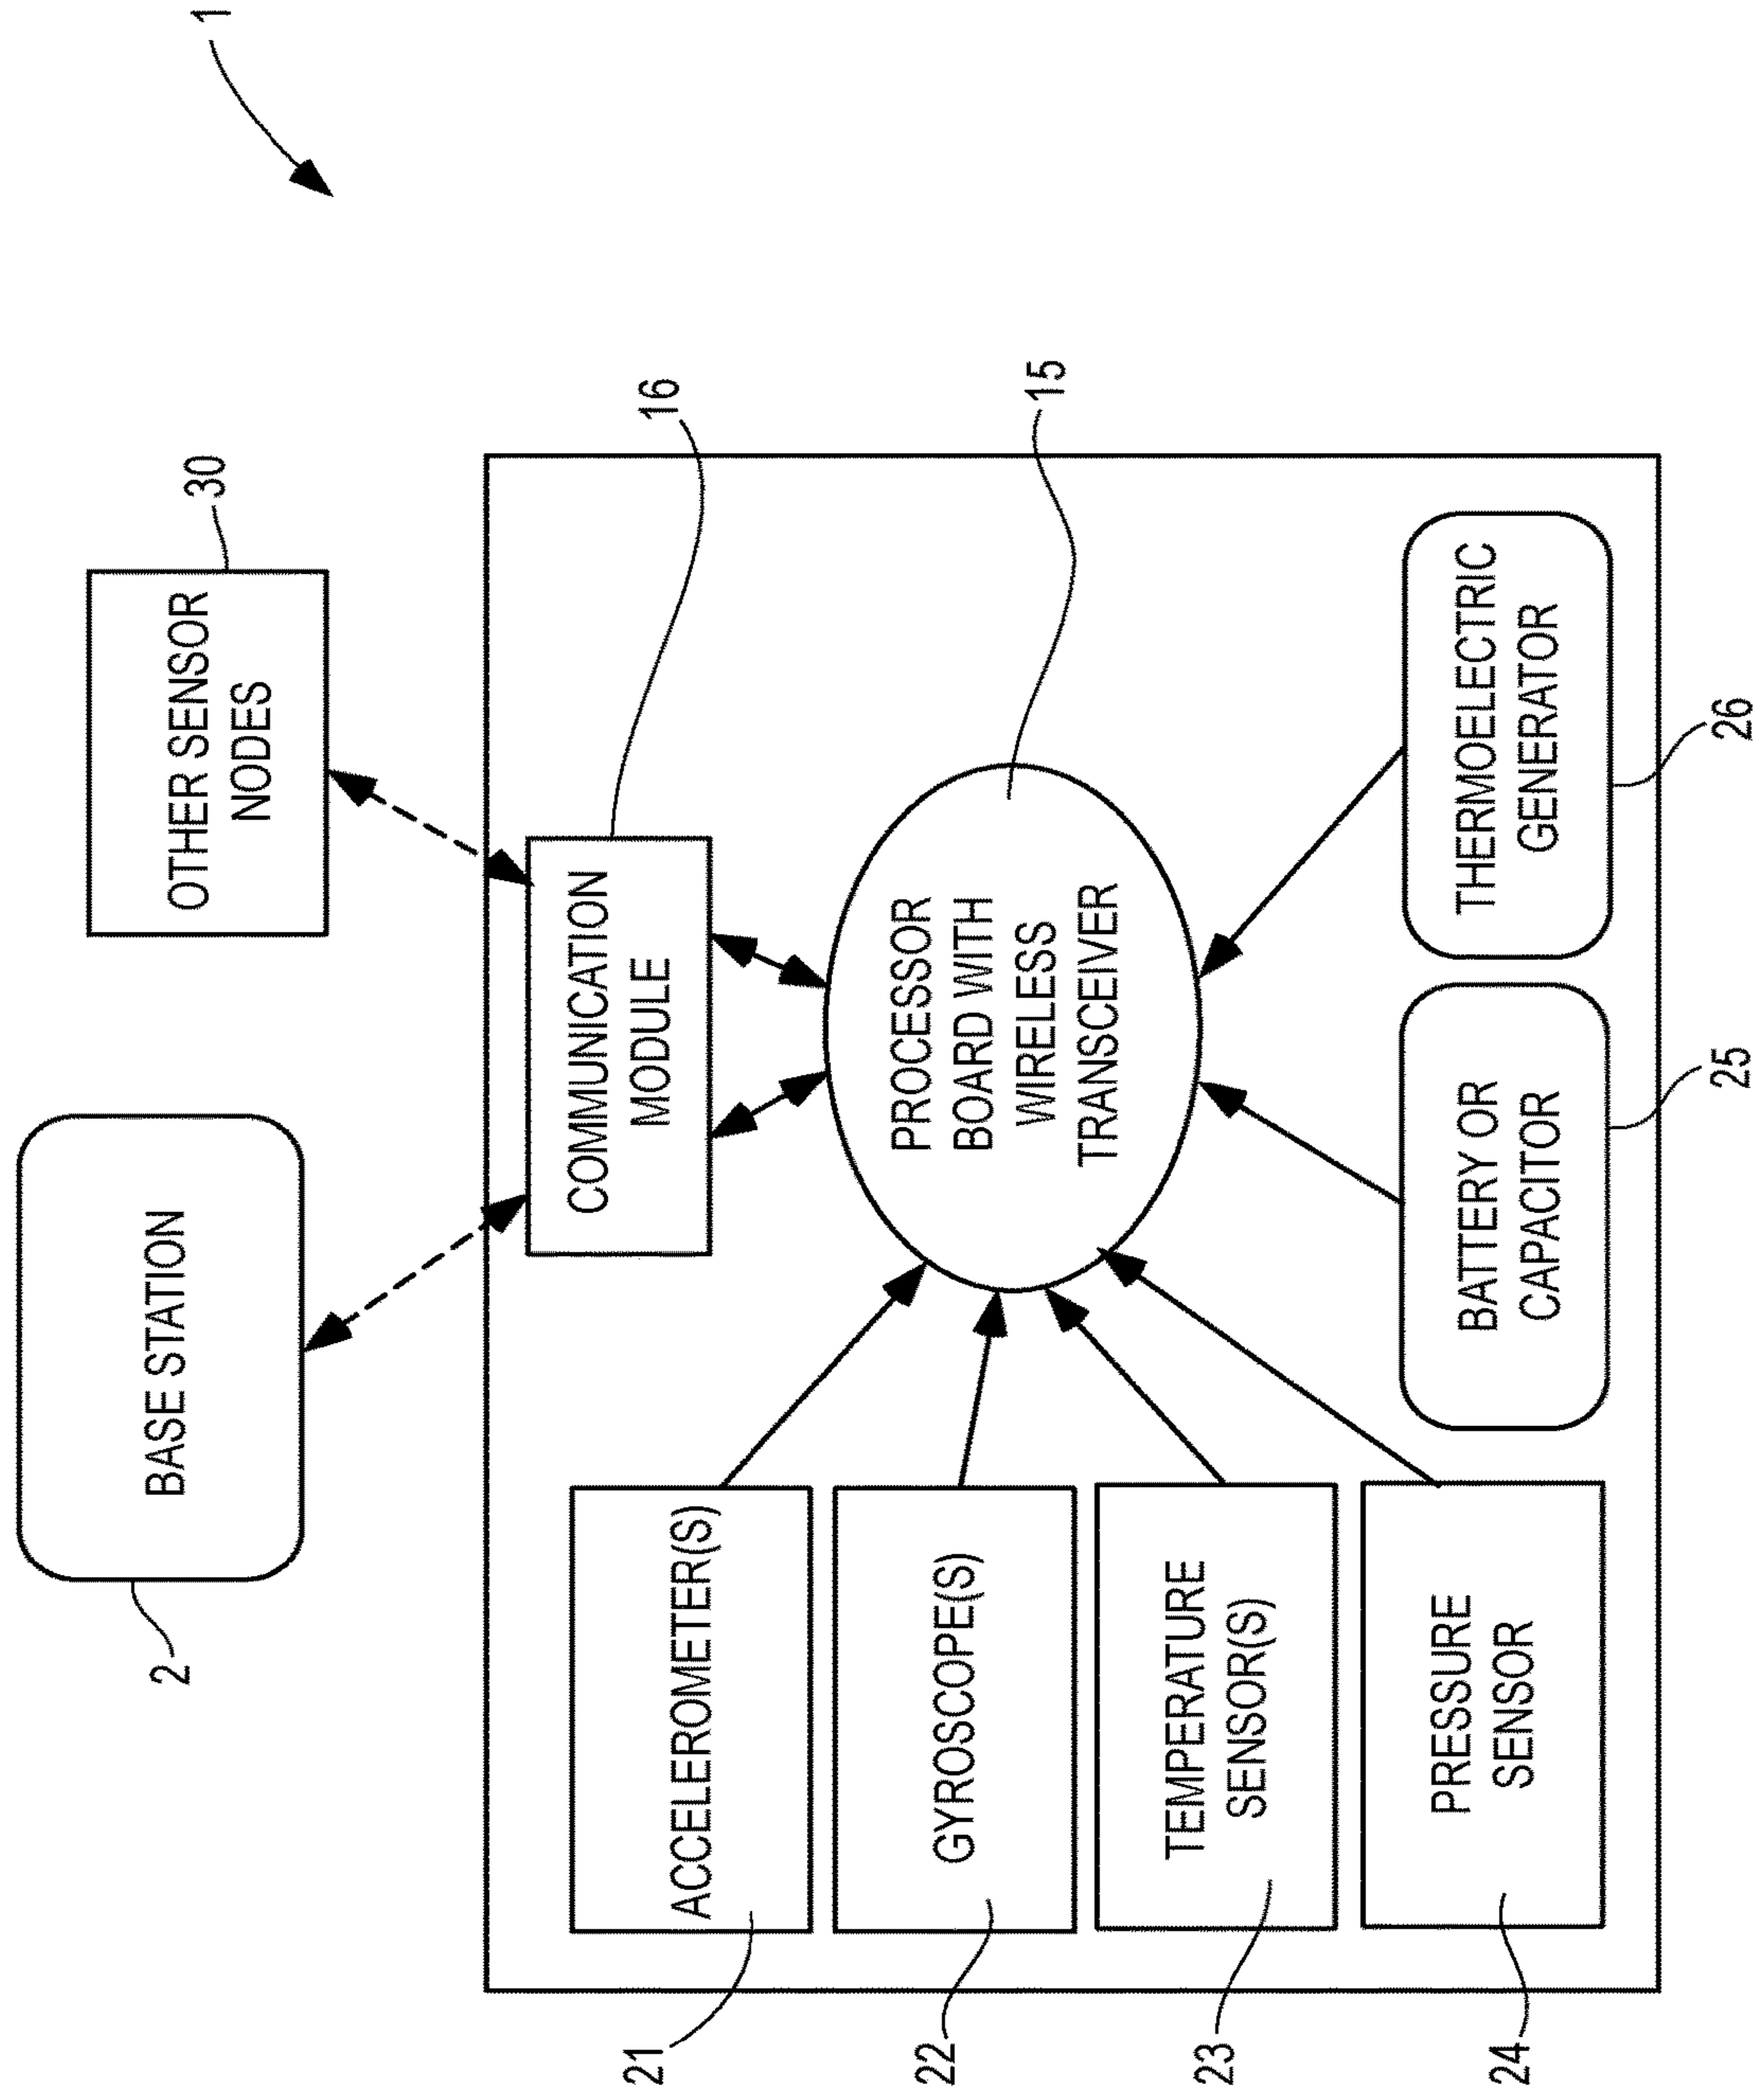 1
2
BASE STATION
OTHER SENSOR
NODES
30
COMMUNICATION
MODULE
16
21
ACCELEROMETER(S)
22
GYROSCOPE(S)
23
TEMPERATURE
SENSOR(S)
24
PRESSURE
SENSOR
PROCESSOR
BOARD WITH
WIRELESS
TRANSCEIVER
15
BATTERY OR
CAPACITOR
25
THERMOELECTRIC
GENERATOR
26